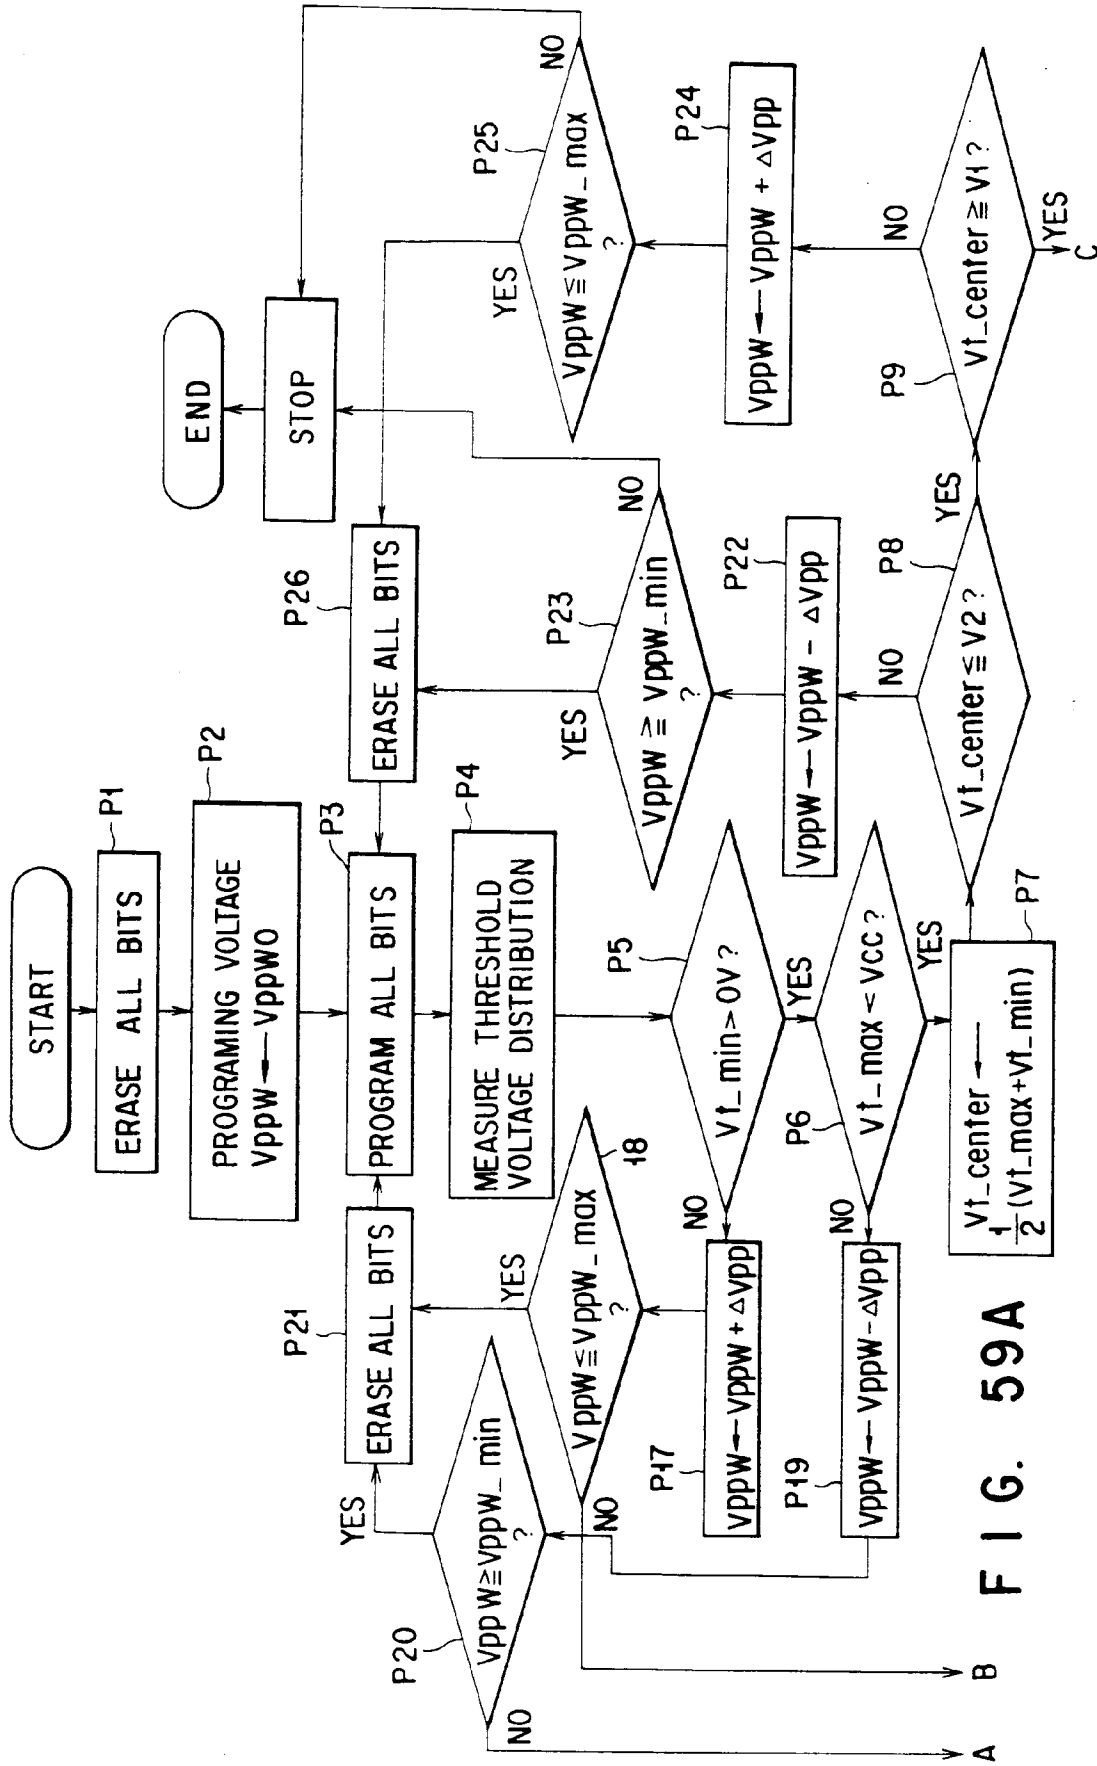 START
ERASE ALL BITS
P1
PROGRAMING VOLTAGE
VppW ← VppW0
P2
PROGRAM ALL BITS
P3
ERASE ALL BITS
P21
ERASE ALL BITS
P26
MEASURE THRESHOLD
VOLTAGE DISTRIBUTION
P4
END
STOP
VppW ≧ VppW_min
?
P20
YES
NO
VppW ≦ VppW_max
?
18
YES
NO
VppW ≧ VppW_min
?
P23
YES
NO
VppW ≦ VppW_max
?
P25
YES
NO
Vt_min > 0V ?
P5
NO
YES
VppW ← VppW + ΔVpp
P17
Vt_max < VCC ?
P6
NO
YES
VppW ← VppW - ΔVpp
P19
VppW ← VppW - ΔVpp
P22
VppW ← VppW + ΔVpp
P24
Vt_center ←
1/2 (Vt_max + Vt_min)
P7
Vt_center ≦ V2 ?
P8
NO
YES
Vt_center ≧ V1 ?
P9
NO
YES
A
B
C
FIG. 59A